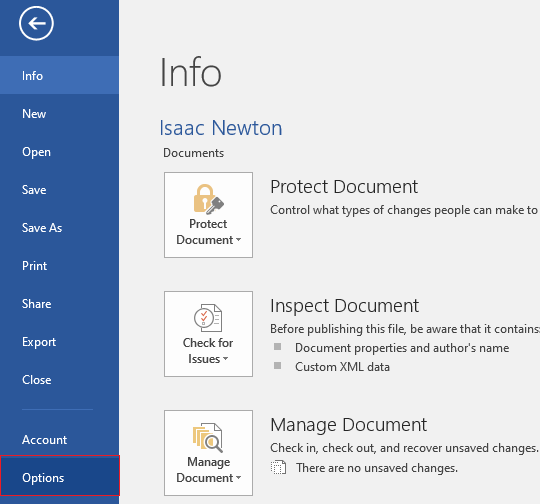 Info
New
Open
Save
Save As
Print
Share
Export
Close
Account
Options
Info
Isaac Newton
Documents
Protect
Document
Protect Document
Control what types of changes people can make to
Check for
Issues
Inspect Document
Before publishing this file, be aware that it contains:
Document properties and author's name
Custom XML data
Manage
Document
Manage Document
Check in, check out, and recover unsaved changes.
There are no unsaved changes.